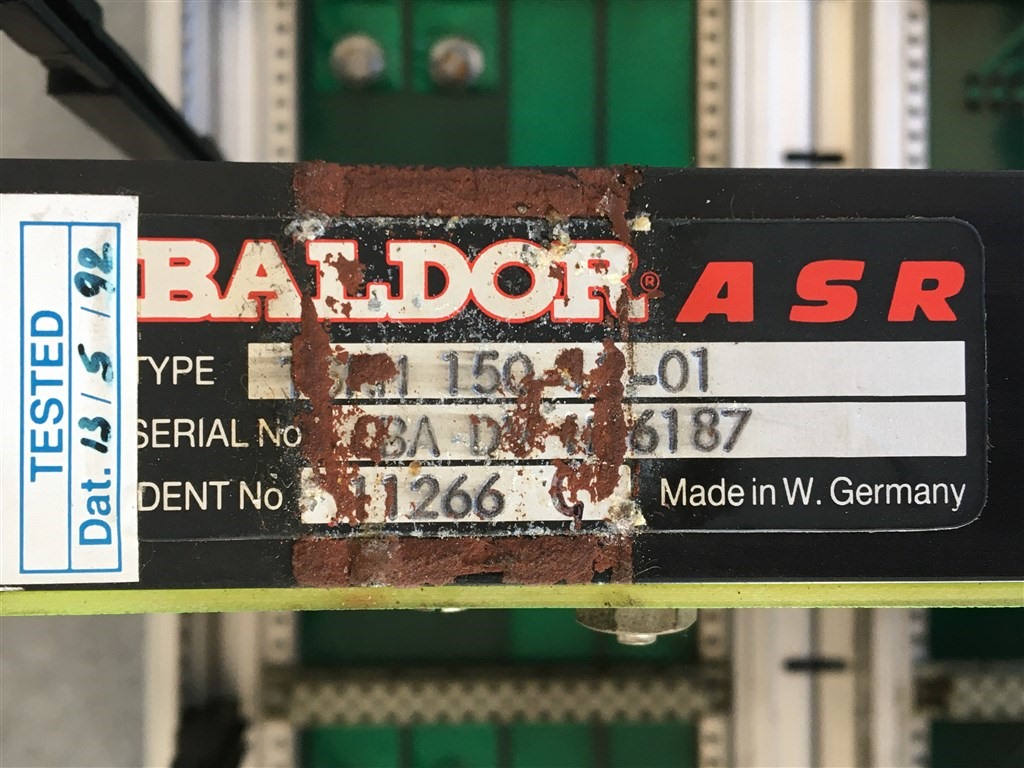 TESTED
Dat. 13/5/92
BALDOR® ASR
TYPE 150 -01
SERIAL No 6187
IDENT No 11266
Made in W. Germany